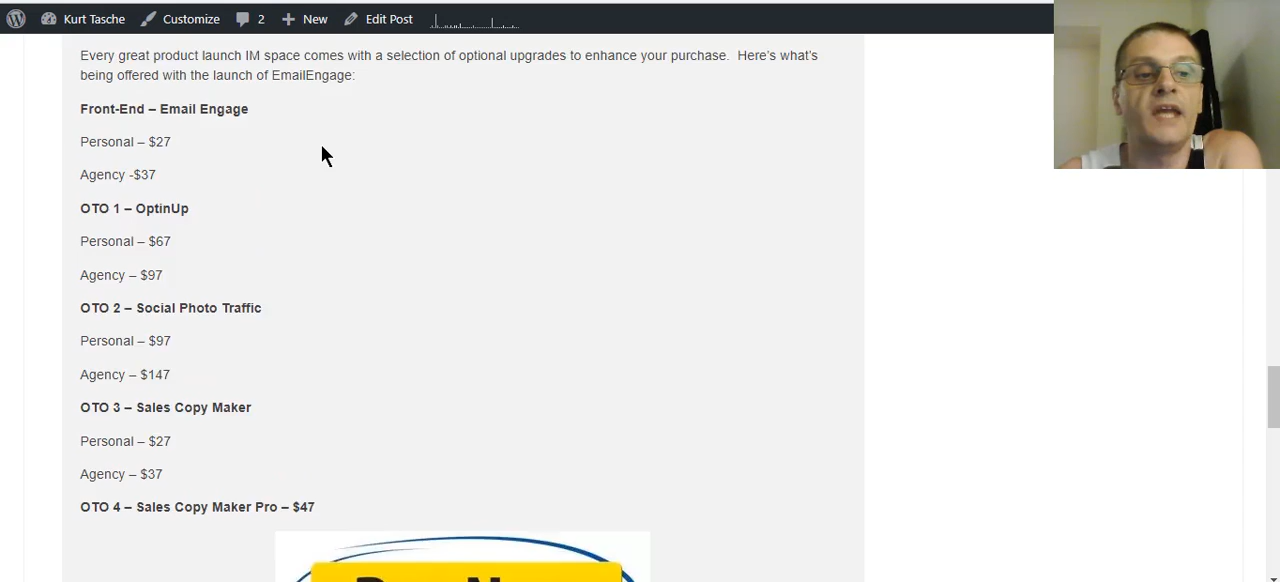 Kurt Tasche Customize 2 New Edit Post
Every great product launch IM space comes with a selection of optional upgrades to enhance your purchase. Here’s what’s
being offered with the launch of EmailEngage:
Front-End – Email Engage
Personal – $27
Agency -$37
OTO 1 – OptinUp
Personal – $67
Agency – $97
OTO 2 – Social Photo Traffic
Personal – $97
Agency – $147
OTO 3 – Sales Copy Maker
Personal – $27
Agency – $37
OTO 4 – Sales Copy Maker Pro – $47